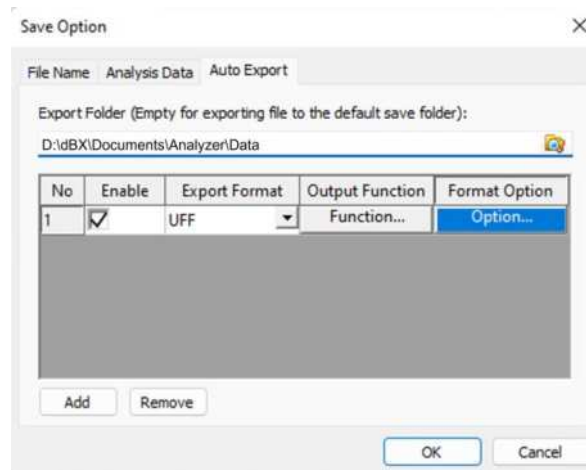 Save Option
File Name Analysis Data Auto Export
Export Folder (Empty for exporting file to the default save folder):
D:\dBX\Documents\Analyzer\Data
No Enable Export Format Output Function Format Option
1 UFF Function... Option...
Add Remove
OK Cancel